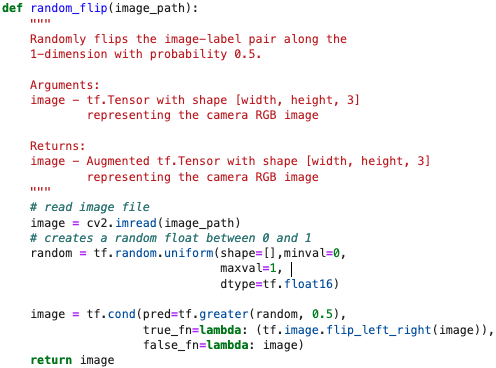 def random_flip(image_path):
    """
    Randomly flips the image-label pair along the
    1-dimension with probability 0.5.

    Arguments:
    image - tf.Tensor with shape [width, height, 3]
            representing the camera RGB image

    Returns:
    image - Augmented tf.Tensor with shape [width, height, 3]
            representing the camera RGB image
    """
    # read image file
    image = cv2.imread(image_path)
    # creates a random float between 0 and 1
    random = tf.random.uniform(shape=[],minval=0,
                               maxval=1,
                               dtype=tf.float16)

    image = tf.cond(pred=tf.greater(random, 0.5),
                    true_fn=lambda: (tf.image.flip_left_right(image)),
                    false_fn=lambda: image)
    return image